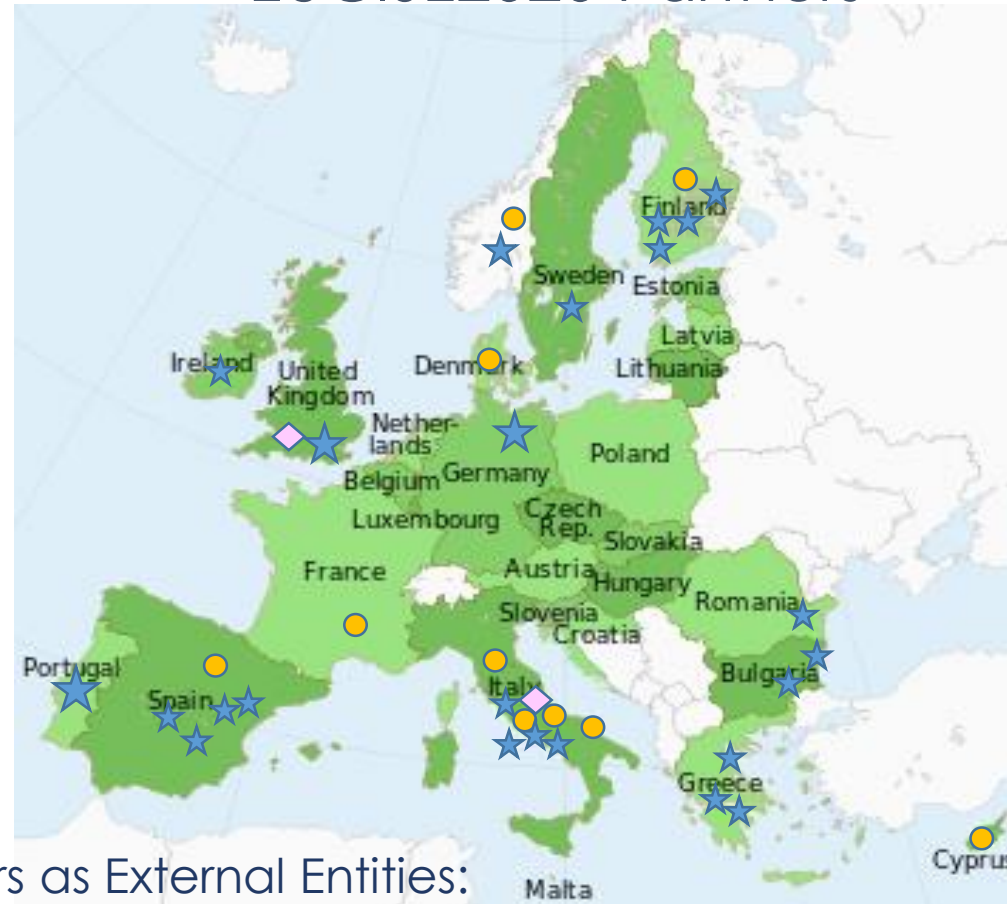 Finland
Sweden
Estonia
Latvia
Ireland
Denmark
Lithuania
United
Kingdom
Nether-
lands
Poland
Germany
Belgium
Czech
Rep.
Luxembourg
Slovakia
France
Austria
Hungary
Romania
Slovenia
Croatia
Portugal
Bulgaria
Italy
Spain
Greece
Cyprus
rs as External Entities:
Malta